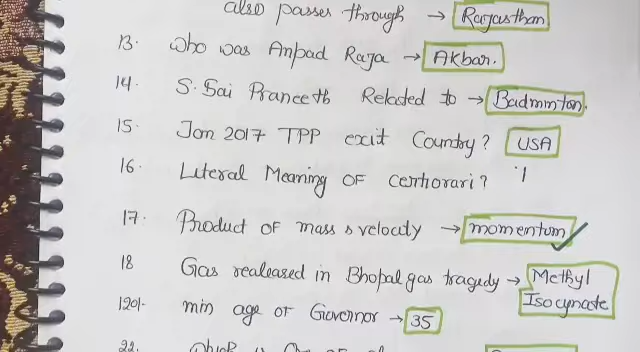 also passes through → Rajasthan
13. Who was Anpad Raja → Akbar.
14. S. Sai Praneeth Related to → Badminton.
15. Jan 2017 TPP exit Country? USA
16. Literal Meaning OF certiorari?
17. Product of mass & velocity → momentum
18 Gas realeased in Bhopal gas tragedy → Methyl
Isocynate
min age of Governor → 35
22.